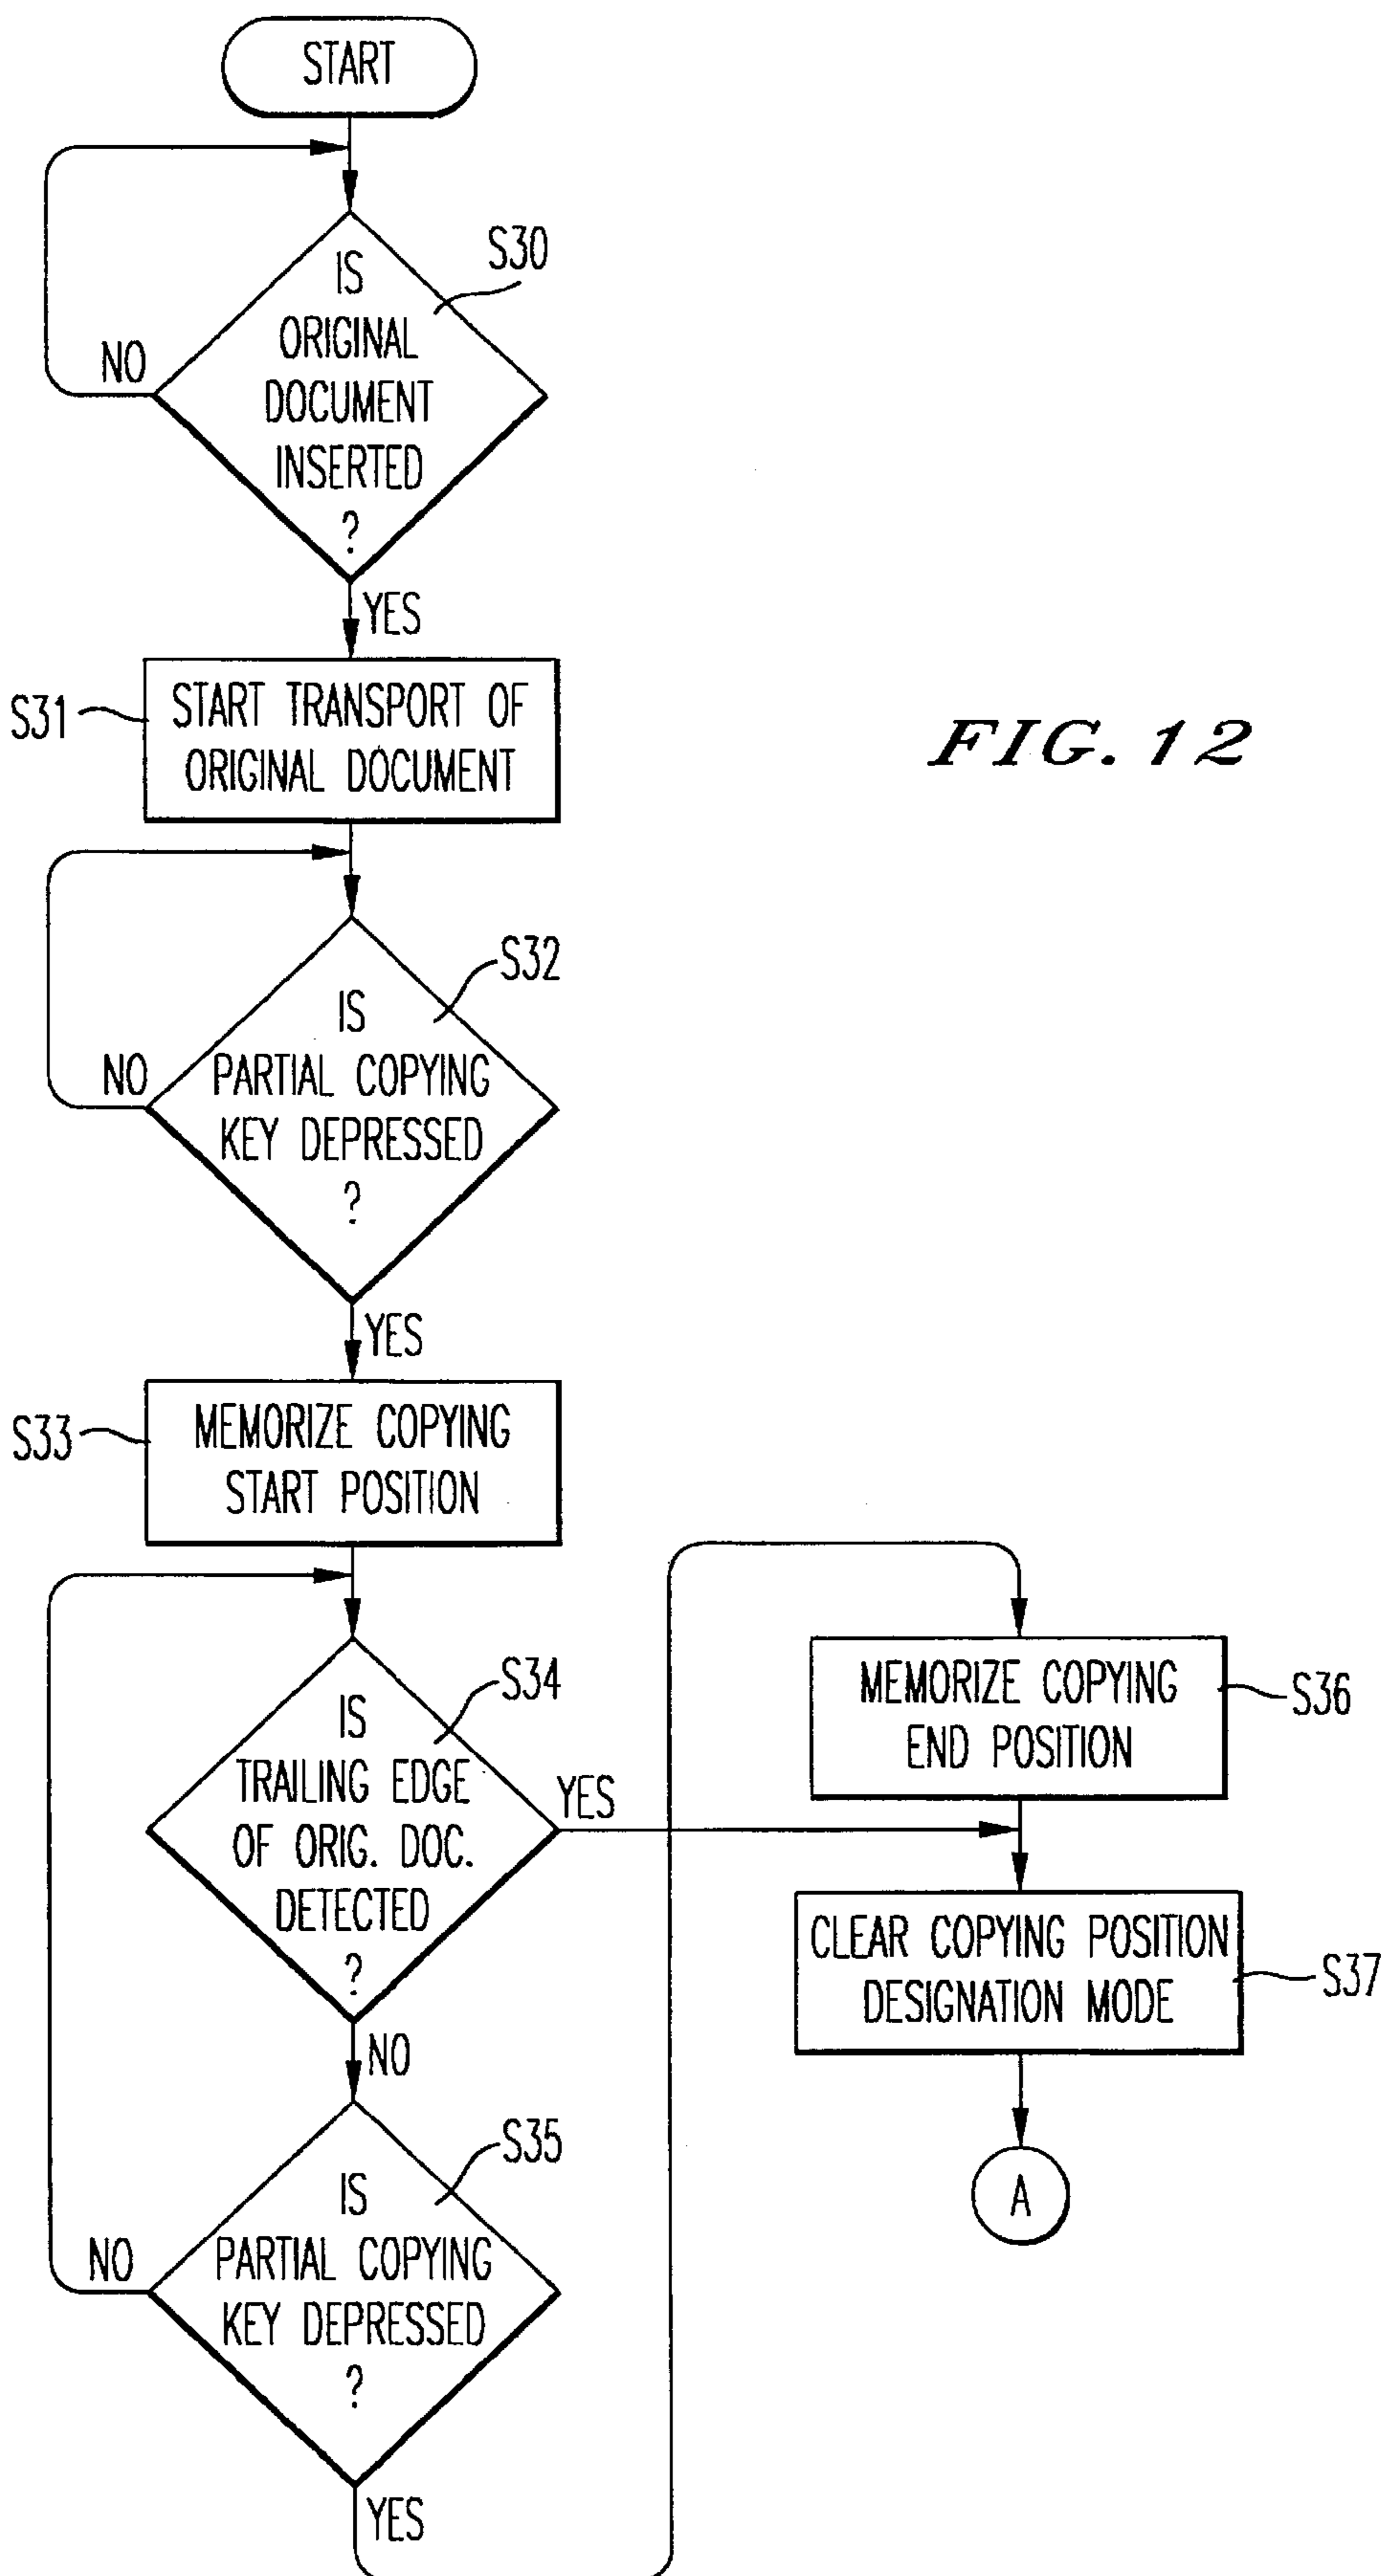 START
S30
IS
ORIGINAL
DOCUMENT
INSERTED
?
NO
YES
S31
START TRANSPORT OF
ORIGINAL DOCUMENT
FIG. 12
S32
IS
PARTIAL COPYING
KEY DEPRESSED
?
NO
YES
S33
MEMORIZE COPYING
START POSITION
S34
IS
TRAILING EDGE
OF ORIG. DOC.
DETECTED
?
YES
NO
S35
IS
PARTIAL COPYING
KEY DEPRESSED
?
NO
YES
MEMORIZE COPYING
END POSITION
S36
CLEAR COPYING POSITION
DESIGNATION MODE
S37
A